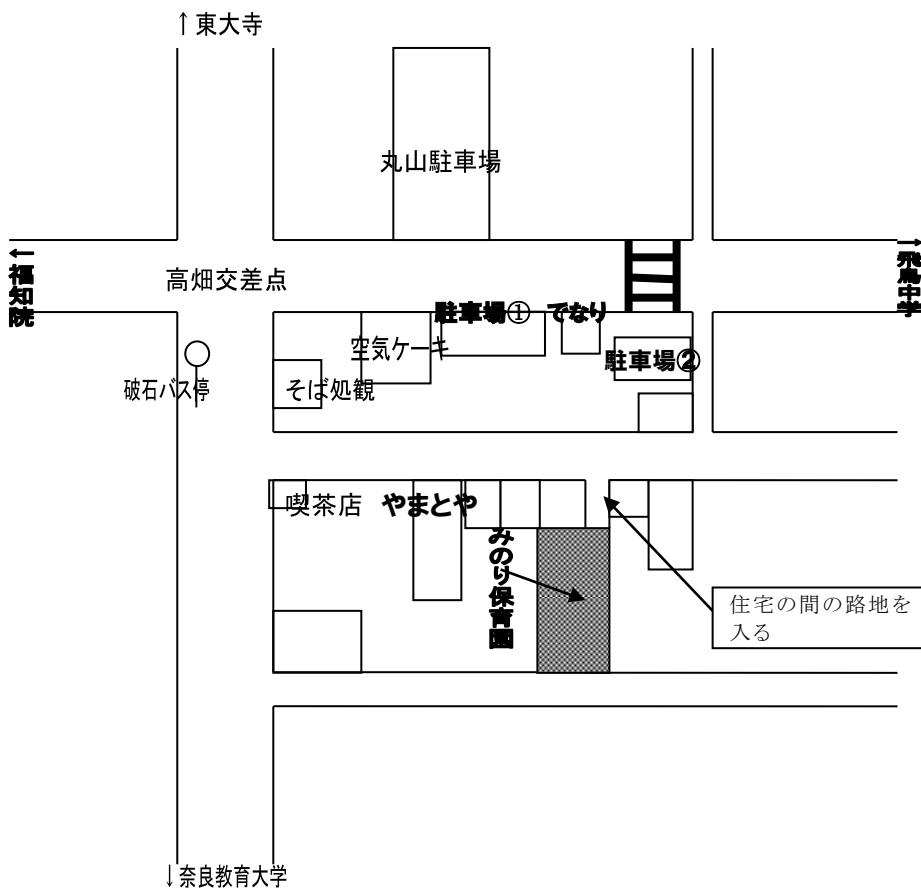 ↑東大寺
丸山駐車場
←福知院
高畑交差点
→飛鳥中学
駐車場① でなり
空気ケーキ
駐車場②
破石バス停
そば処観
喫茶店 やまとや
みのり保育園
住宅の間の路地を
入る
↓奈良教育大学